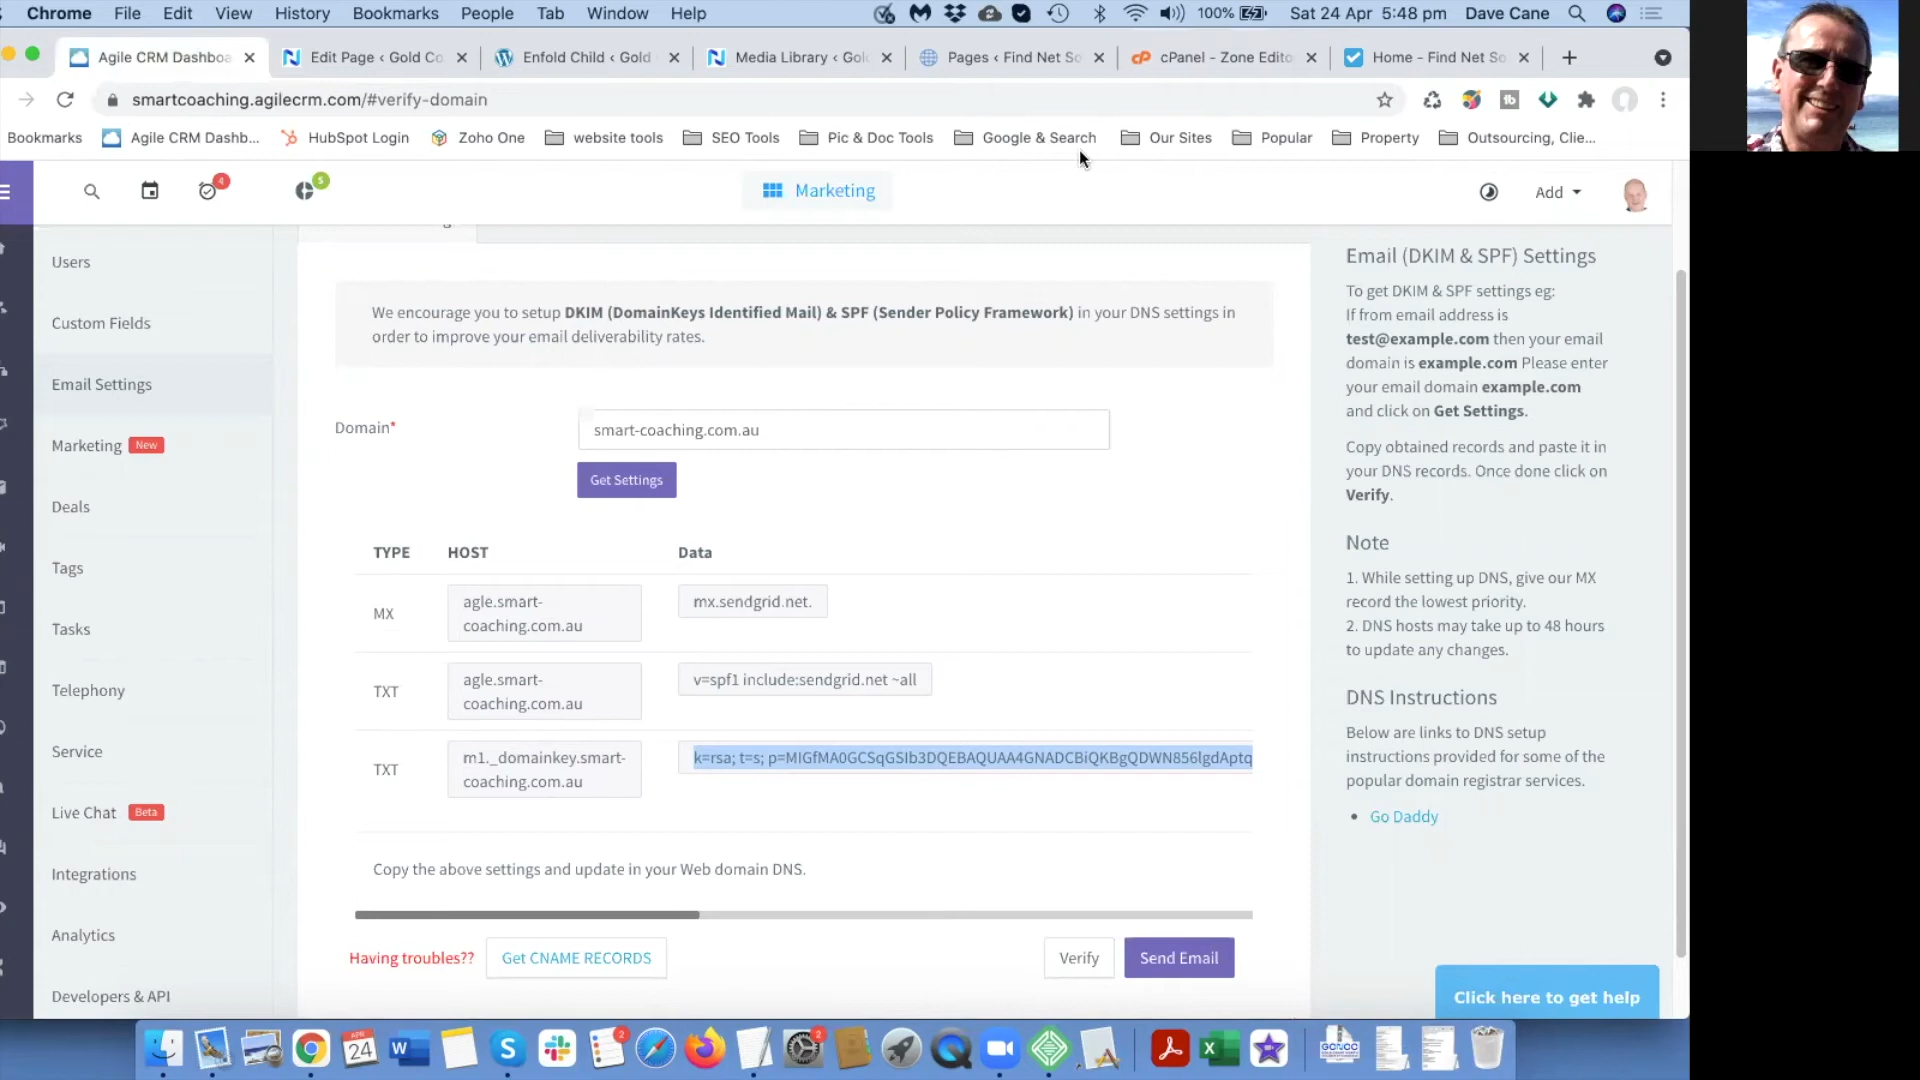 Chrome File Edit View History Bookmarks People Tab Window Help 100% Sat 24 Apr 5:48 pm Dave Cane
Agile CRM Dashboa Edit Page ‹ Gold Co Enfold Child ‹ Gold Media Library ‹ Gol Pages ‹ Find Net So cP cPanel - Zone Edito Home - Find Net So
smartcoaching.agilecrm.com/#verify-domain
Bookmarks Agile CRM Dashb... HubSpot Login Zoho One website tools SEO Tools Pic & Doc Tools Google & Search Our Sites Popular Property Outsourcing, Clie...
4 5 Marketing Add
Users
Custom Fields
Email Settings
Marketing New
Deals
Tags
Tasks
Telephony
Service
Live Chat Beta
Integrations
Analytics
Developers & API
We encourage you to setup DKIM (DomainKeys Identified Mail) & SPF (Sender Policy Framework) in your DNS settings in
order to improve your email deliverability rates.
Domain*
smart-coaching.com.au
Get Settings
TYPE HOST Data
MX agle.smart-
coaching.com.au
mx.sendgrid.net.
TXT agle.smart-
coaching.com.au
v=spf1 include:sendgrid.net ~all
TXT m1._domainkey.smart-
coaching.com.au
k=rsa; t=s; p=MIGfMA0GCSqGSIb3DQEBAQUAA4GNADCBiQKBgQDWN856lgdAptq
Copy the above settings and update in your Web domain DNS.
Having troubles?? Get CNAME RECORDS Verify Send Email
Email (DKIM & SPF) Settings
To get DKIM & SPF settings eg:
If from email address is
test@example.com then your email
domain is example.com Please enter
your email domain example.com
and click on Get Settings.
Copy obtained records and paste it in
your DNS records. Once done click on
Verify.
Note
1. While setting up DNS, give our MX
record the lowest priority.
2. DNS hosts may take up to 48 hours
to update any changes.
DNS Instructions
Below are links to DNS setup
instructions provided for some of the
popular domain registrar services.
Go Daddy
Click here to get help
APR
24
W
S
2
2
X